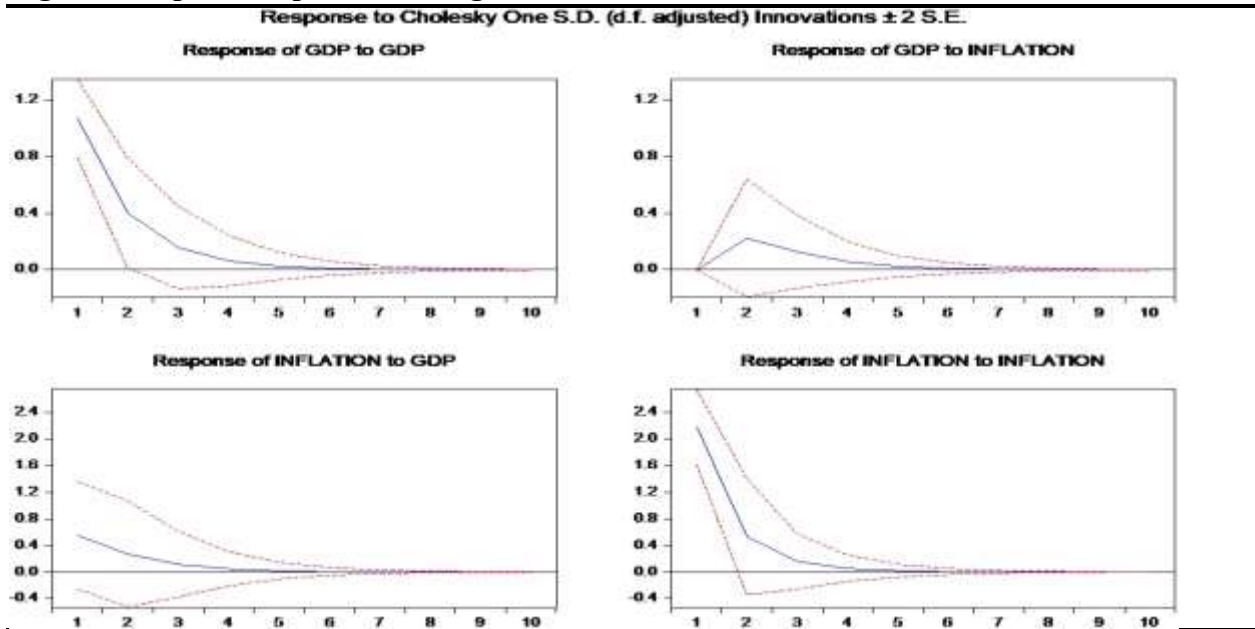 Response to Cholesky One S.D. (d.f. adjusted) Innovations ± 2 S.E.
Response of GDP to GDP
1.2
0.8
0.4
0.0
1 2 3 4 5 6 7 8 9 10
Response of GDP to INFLATION
1.2
0.8
0.4
0.0
1 2 3 4 5 6 7 8 9 10
Response of INFLATION to GDP
2.4
2.0
1.6
1.2
0.8
0.4
0.0
-0.4
1 2 3 4 5 6 7 8 9 10
Response of INFLATION to INFLATION
2.4
2.0
1.6
1.2
0.8
0.4
0.0
-0.4
1 2 3 4 5 6 7 8 9 10